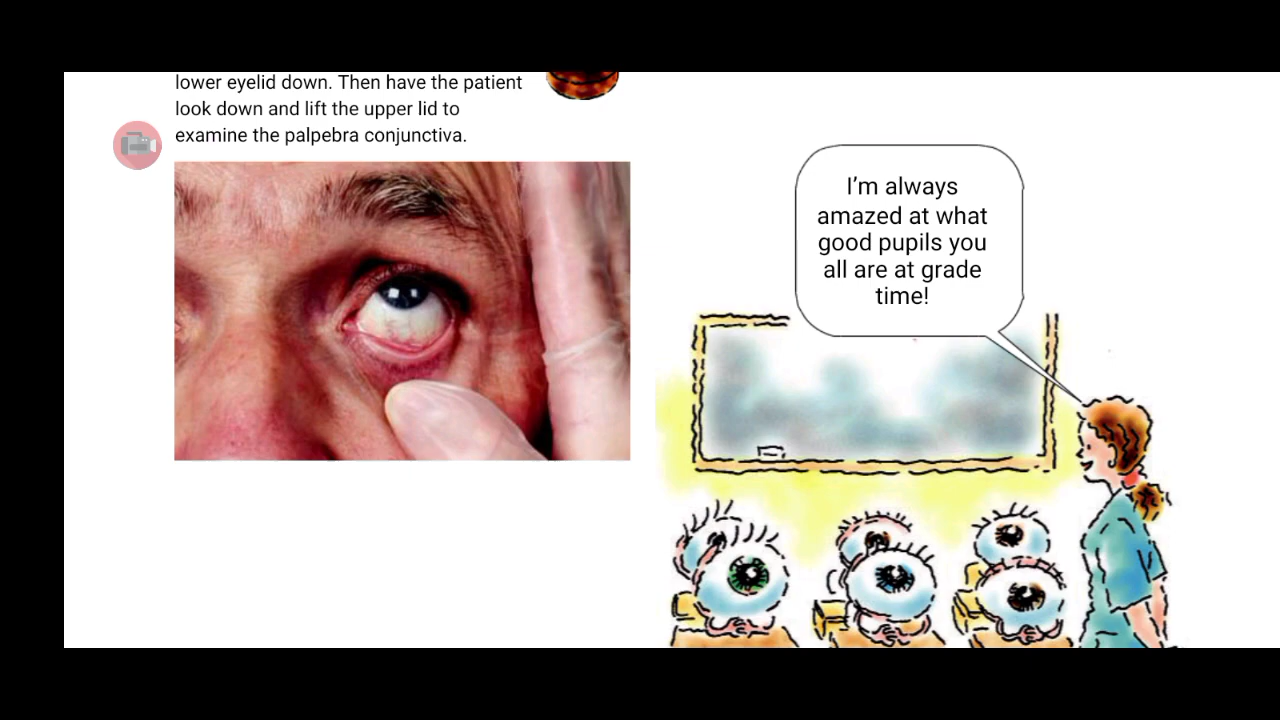 lower eyelid down. Then have the patient
look down and lift the upper lid to
examine the palpebra conjunctiva.
I’m always
amazed at what
good pupils you
all are at grade
time!